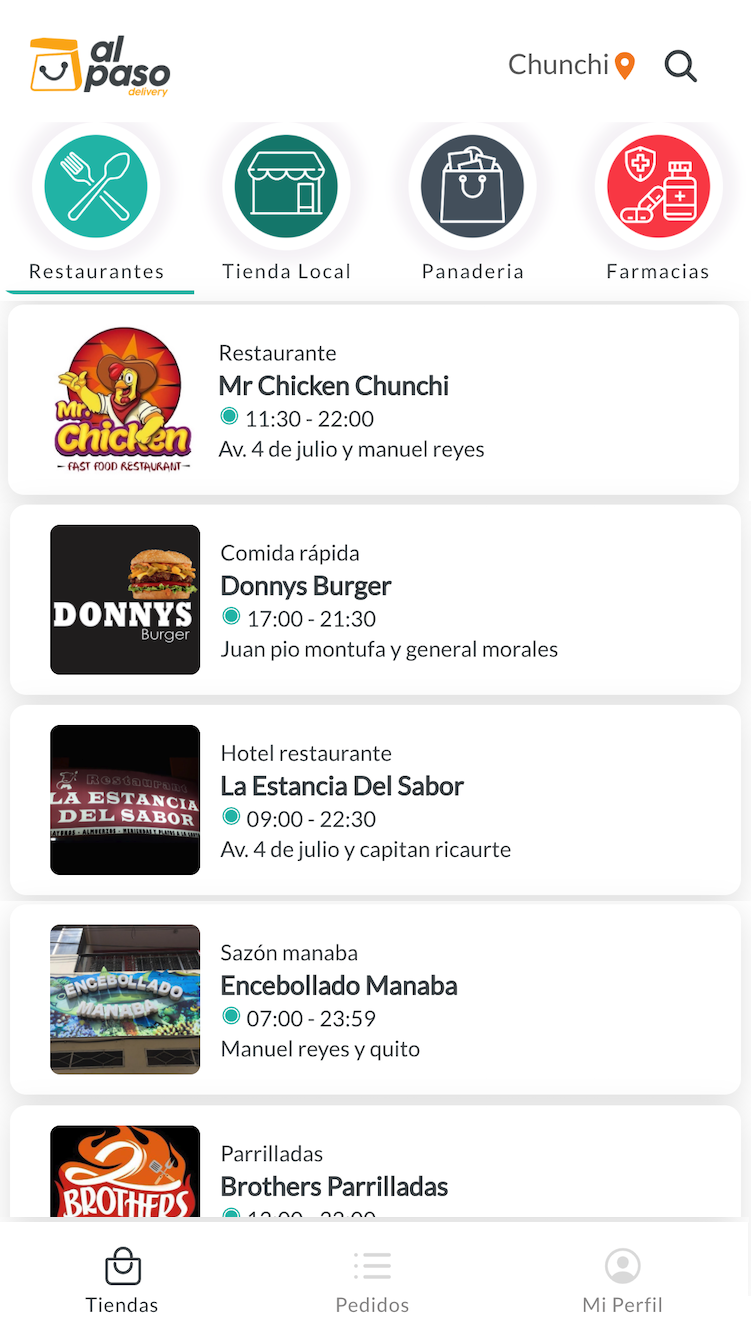 al
paso
delivery
Chunchi
Restaurantes
Tienda Local
Panaderia
Farmacias
Mr.
Chicken
FAST FOOD RESTAURANT
Restaurante
Mr Chicken Chunchi
11:30 - 22:00
Av. 4 de julio y manuel reyes
DONNYS
Burger
Comida rápida
Donnys Burger
17:00 - 21:30
Juan pio montufa y general morales
Restaurant
LA ESTANCIA
DEL SABOR
Hotel restaurante
La Estancia Del Sabor
09:00 - 22:30
Av. 4 de julio y capitan ricaurte
ENCEBOLLADO
MANABA
Sazón manaba
Encebollado Manaba
07:00 - 23:59
Manuel reyes y quito
2
BROTHERS
Parrilladas
Brothers Parrilladas
Tiendas
Pedidos
Mi Perfil